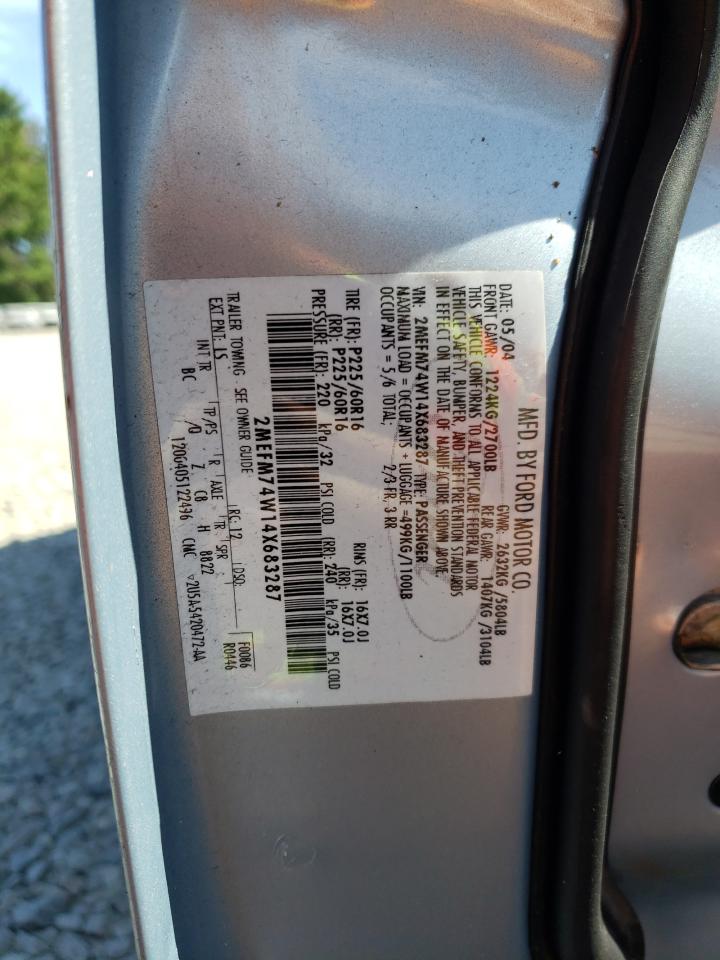 MFD. BY FORD MOTOR CO.
DATE: 05/04 GVWR: 2632KG /5804LB
FRONT GAWR: 1224KG/2700LB REAR GAWR: 1407KG /3104LB
THIS VEHICLE CONFORMS TO ALL APPLICABLE FEDERAL MOTOR
VEHICLE SAFETY, BUMPER, AND THEFT PREVENTION STANDARDS
IN EFFECT ON THE DATE OF MANUFACTURE SHOWN ABOVE.
VIN: 2MEFM74W14X683287 TYPE: PASSENGER
MAXIMUM LOAD = OCCUPANTS + LUGGAGE =499KG/1100LB
OCCUPANTS = 5/6 TOTAL: 2/3 FR, 3 RR
TIRE (FR): P225/60R16 RIMS (FR): 16X7.0J
(RR): P225/60R16 (RR): 16X7.0J
PRESSURE (FR): 220 kPa/32 PSI COLD (RR): 240 kPa/35 PSI COLD
2MEFM74W14X683287
TRAILER TOWING - SEE OWNER GUIDE
EXT PNT: LS RC: 12 DSO: F0086
INT TR TP/PS R AXLE TR SPR R0446
BC /Q Z C8 H 8822
120G405122496 CNC 2U5A-5420472-AA